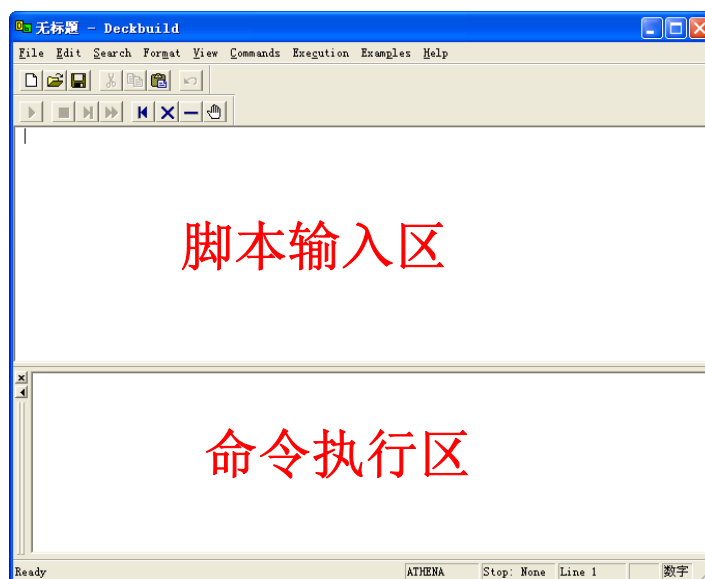 无标题 - Deckbuild
File Edit Search Format View Commands Execution Examples Help
脚本输入区
命令执行区
Ready ATHENA Stop: None Line 1 数字